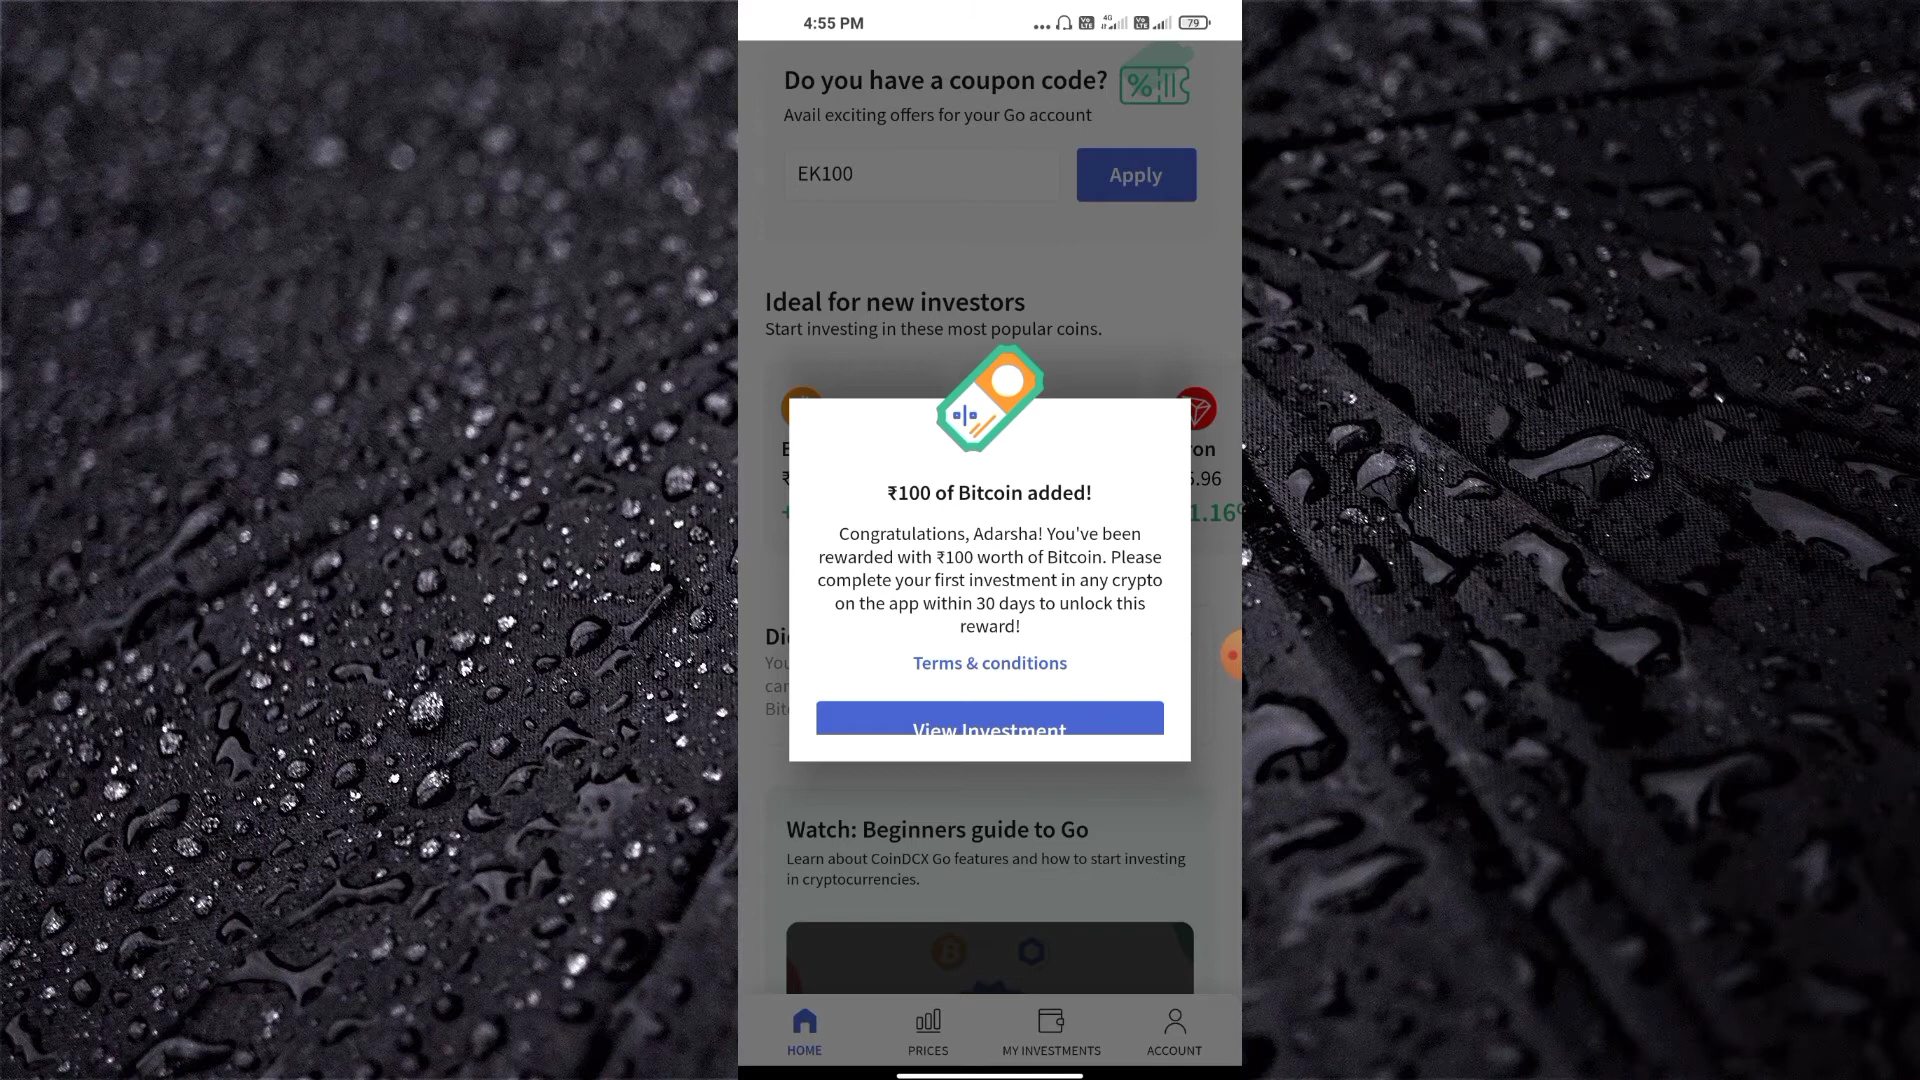 4:55 PM
79
Do you have a coupon code?
Avail exciting offers for your Go account
EK100
Apply
Ideal for new investors
Start investing in these most popular coins.
5.96
₹100 of Bitcoin added!
Congratulations, Adarsha! You've been
rewarded with ₹100 worth of Bitcoin. Please
complete your first investment in any crypto
on the app within 30 days to unlock this
reward!
Terms & conditions
View Investment
Watch: Beginners guide to Go
Learn about CoinDCX Go features and how to start investing
in cryptocurrencies.
HOME
PRICES
MY INVESTMENTS
ACCOUNT